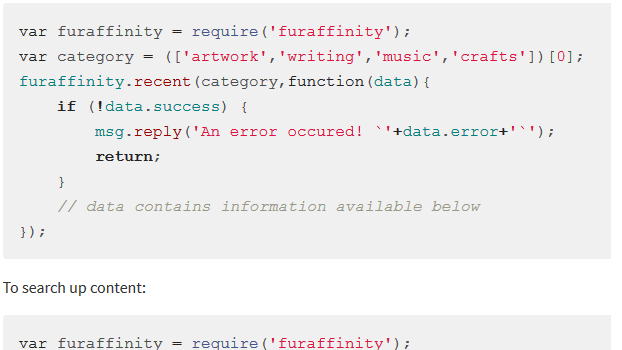 var furaffinity = require('furaffinity');
var category = (['artwork','writing','music','crafts'])[0];
furaffinity.recent(category,function(data){
    if (!data.success) {
        msg.reply('An error occured! `'+data.error+'`');
        return;
    }
    // data contains information available below
});
To search up content:
var furaffinity = require('furaffinity');